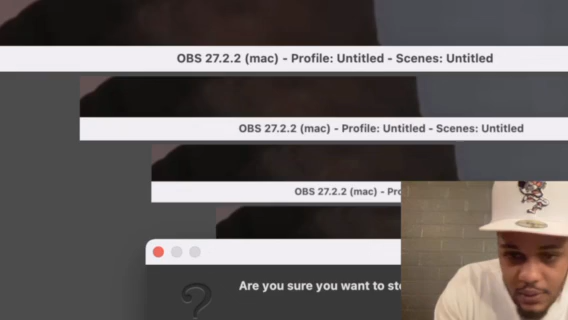 OBS 27.2.2 (mac) - Profile: Untitled - Scenes: Untitled
OBS 27.2.2 (mac) - Profile: Untitled - Scenes: Untitled
OBS 27.2.2 (mac) - Pro
?
Are you sure you want to st